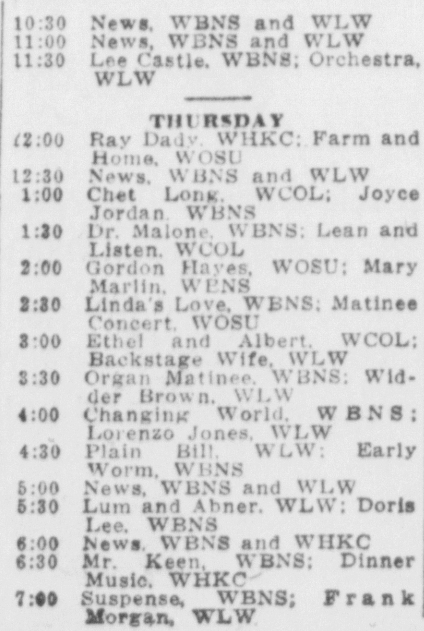 10:30 News, WBNS and WLW
11:00 News, WBNS and WLW
11:30 Lee Castle, WBNS; Orchestra,
WLW
THURSDAY
12:00 Ray Dady, WHKC; Farm and
Home, WOSU
12:30 News, WBNS and WLW
1:00 Chet Long, WCOL; Joyce
Jordan, WBNS
1:30 Dr. Malone, WBNS; Lean and
Listen, WCOL
2:00 Gordon Hayes, WOSU; Mary
Marlin, WBNS
2:30 Linda's Love, WBNS; Matinee
Concert, WOSU
3:00 Ethel and Albert, WCOL;
Backstage Wife, WLW
3:30 Organ Matinee, WBNS; Wid-
der Brown, WLW
4:00 Changing World, WBNS;
Lorenzo Jones, WLW
4:30 Plain Bill, WLW; Early
Worm, WBNS
5:00 News, WBNS and WLW
5:30 Lum and Abner, WLW; Doris
Lee, WBNS
6:00 News, WBNS and WHKC
6:30 Mr. Keen, WBNS; Dinner
Music, WHKC
7:00 Suspense, WBNS; Frank
Morgan, WLW